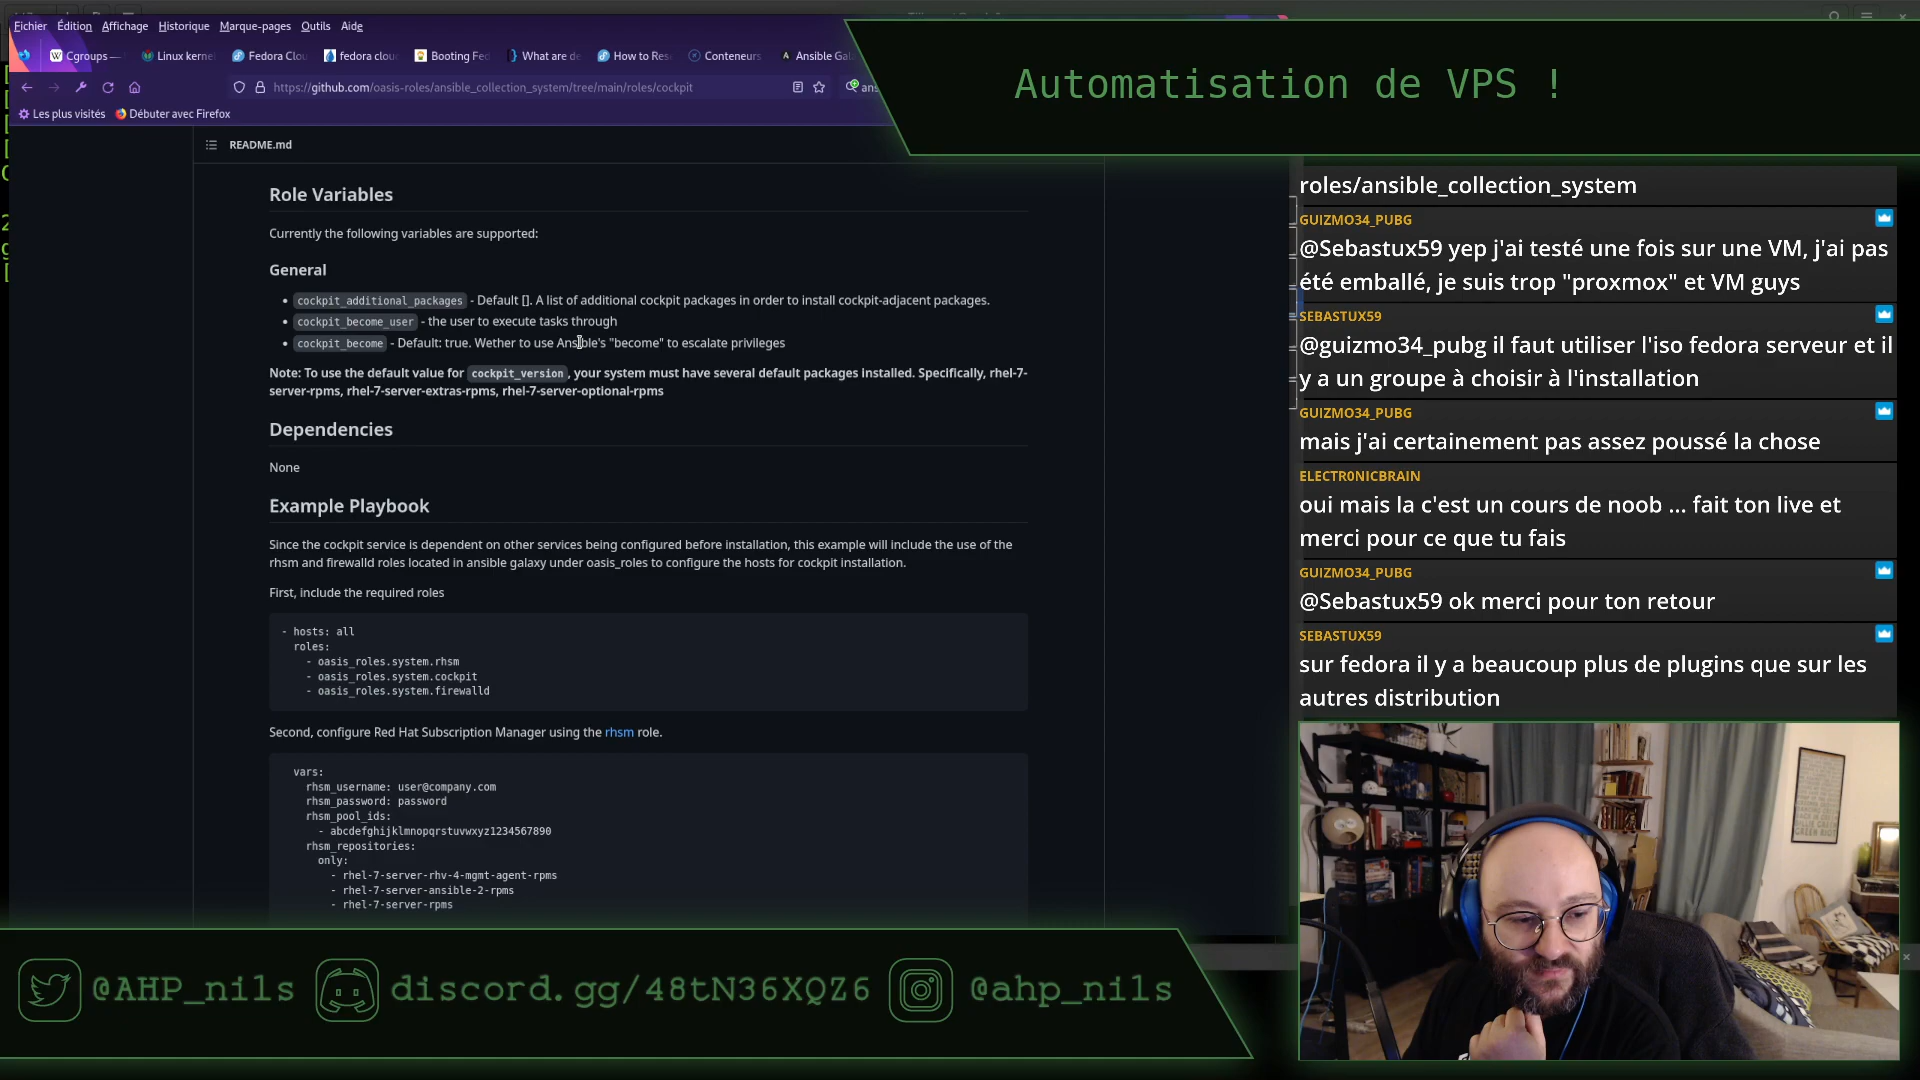 Fichier Édition Affichage Historique Marque-pages Outils Aide
Cgroups — Linux kerne Fedora Clou fedora clou Booting Fed What are de How to Res Conteneurs Ansible Gal
https://github.com/oasis-roles/ansible_collection_system/tree/main/roles/cockpit
ans
Les plus visités Débuter avec Firefox
Automatisation de VPS !
README.md
Role Variables
Currently the following variables are supported:
General
cockpit_additional_packages - Default []. A list of additional cockpit packages in order to install cockpit-adjacent packages.
cockpit_become_user - the user to execute tasks through
cockpit_become - Default: true. Wether to use Ansible's "become" to escalate privileges
Note: To use the default value for cockpit_version, your system must have several default packages installed. Specifically, rhel-7-
server-rpms, rhel-7-server-extras-rpms, rhel-7-server-optional-rpms
Dependencies
None
Example Playbook
Since the cockpit service is dependent on other services being configured before installation, this example will include the use of the
rhsm and firewalld roles located in ansible galaxy under oasis_roles to configure the hosts for cockpit installation.
First, include the required roles
- hosts: all
roles:
- oasis_roles.system.rhsm
- oasis_roles.system.cockpit
- oasis_roles.system.firewalld
Second, configure Red Hat Subscription Manager using the rhsm role.
vars:
rhsm_username: user@company.com
rhsm_password: password
rhsm_pool_ids:
- abcdefghijklmnopqrstuvwxyz1234567890
rhsm_repositories:
only:
- rhel-7-server-rhv-4-mgmt-agent-rpms
- rhel-7-server-ansible-2-rpms
- rhel-7-server-rpms
roles/ansible_collection_system
GUIZMO34_PUBG
@Sebastux59 yep j'ai testé une fois sur une VM, j'ai pas
été emballé, je suis trop "proxmox" et VM guys
SEBASTUX59
@guizmo34_pubg il faut utiliser l'iso fedora serveur et il
y a un groupe à choisir à l'installation
GUIZMO34_PUBG
mais j'ai certainement pas assez poussé la chose
ELECTR0NICBRAIN
oui mais la c'est un cours de noob ... fait ton live et
merci pour ce que tu fais
GUIZMO34_PUBG
@Sebastux59 ok merci pour ton retour
SEBASTUX59
sur fedora il y a beaucoup plus de plugins que sur les
autres distribution
@AHP_nils discord.gg/48tN36XQZ6 @ahp_nils